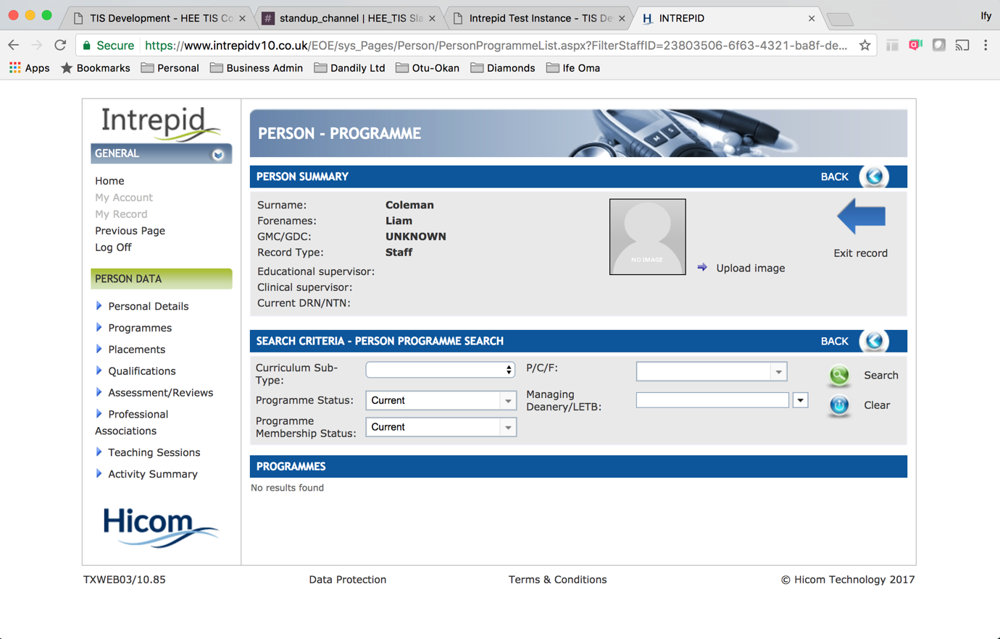 TIS Development - HEE TIS Co
standup_channel | HEE_TIS Sla
Intrepid Test Instance - TIS De
INTREPID
Ify
Secure
https://www.intrepidv10.co.uk/EOE/sys_Pages/Person/PersonProgrammeList.aspx?FilterStaffID=23803506-6f63-4321-ba8f-de...
Apps
Bookmarks
Personal
Business Admin
Dandily Ltd
Otu-Okan
Diamonds
Ife Oma
Intrepid
GENERAL
Home
My Account
My Record
Previous Page
Log Off
PERSON DATA
Personal Details
Programmes
Placements
Qualifications
Assessment/Reviews
Professional
Associations
Teaching Sessions
Activity Summary
Hicom
PERSON - PROGRAMME
M S
PERSON SUMMARY
BACK
Surname: Coleman
Forenames: Liam
GMC/GDC: UNKNOWN
Record Type: Staff
Educational supervisor:
Clinical supervisor:
Current DRN/NTN:
NO IMAGE
Upload image
Exit record
SEARCH CRITERIA - PERSON PROGRAMME SEARCH
BACK
Curriculum Sub-
Type:
P/C/F:
Search
Programme Status: Current
Managing
Deanery/LETB:
Clear
Programme
Membership Status: Current
PROGRAMMES
No results found
TXWEB03/10.85
Data Protection
Terms & Conditions
© Hicom Technology 2017